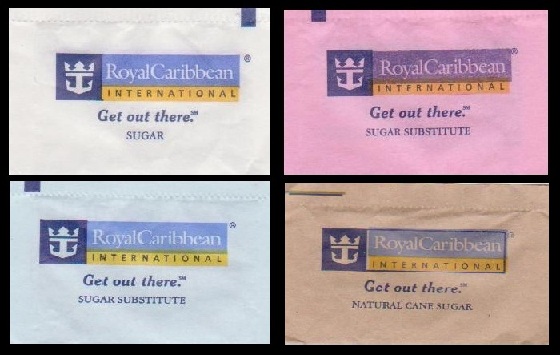 RoyalCaribbean®
INTERNATIONAL
Get out there.℠
SUGAR
RoyalCaribbean®
INTERNATIONAL
Get out there.℠
SUGAR SUBSTITUTE
RoyalCaribbean®
INTERNATIONAL
Get out there.℠
SUGAR SUBSTITUTE
RoyalCaribbean®
INTERNATIONAL
Get out there.℠
NATURAL CANE SUGAR